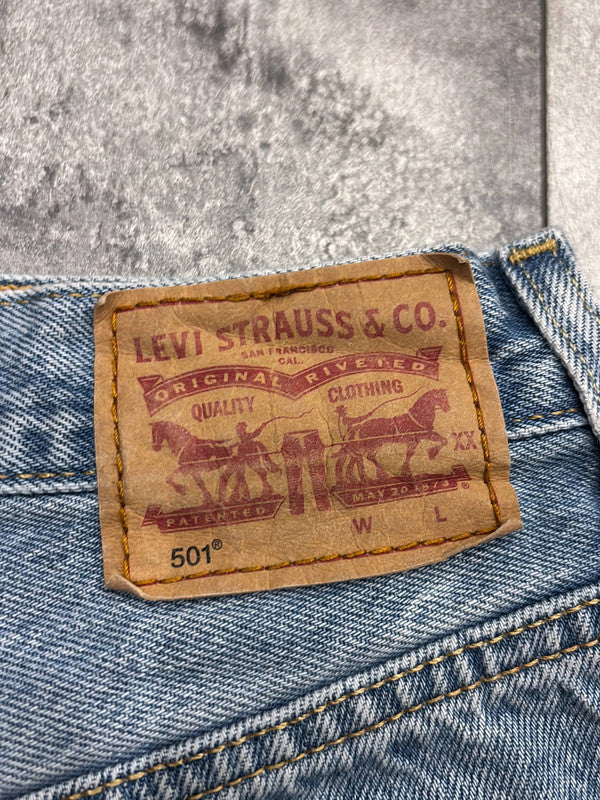 LEVI STRAUSS & CO.
SAN FRANCISCO
CAL.
ORIGINAL RIVETED
QUALITY CLOTHING
XX
PATENTED MAY 20 1873 ®
W L
501®